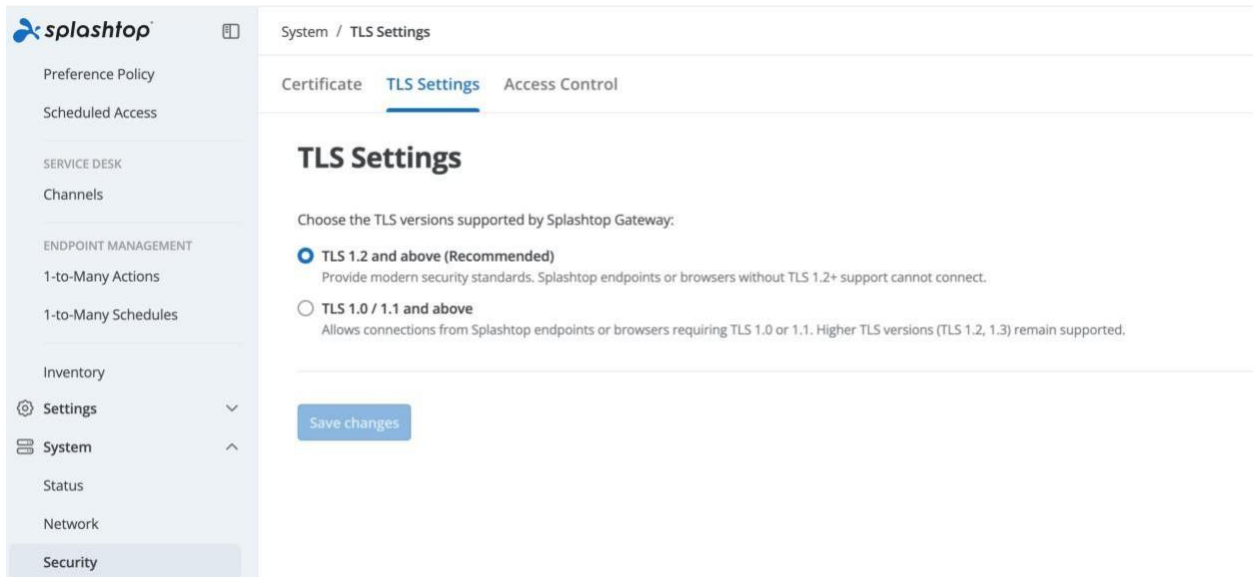 splashtop
Preference Policy
Scheduled Access
SERVICE DESK
Channels
ENDPOINT MANAGEMENT
1-to-Many Actions
1-to-Many Schedules
Inventory
Settings
System
Status
Network
Security
System / TLS Settings
Certificate TLS Settings Access Control
TLS Settings
Choose the TLS versions supported by Splashtop Gateway:
TLS 1.2 and above (Recommended)
Provide modern security standards. Splashtop endpoints or browsers without TLS 1.2+ support cannot connect.
TLS 1.0 / 1.1 and above
Allows connections from Splashtop endpoints or browsers requiring TLS 1.0 or 1.1. Higher TLS versions (TLS 1.2, 1.3) remain supported.
Save changes